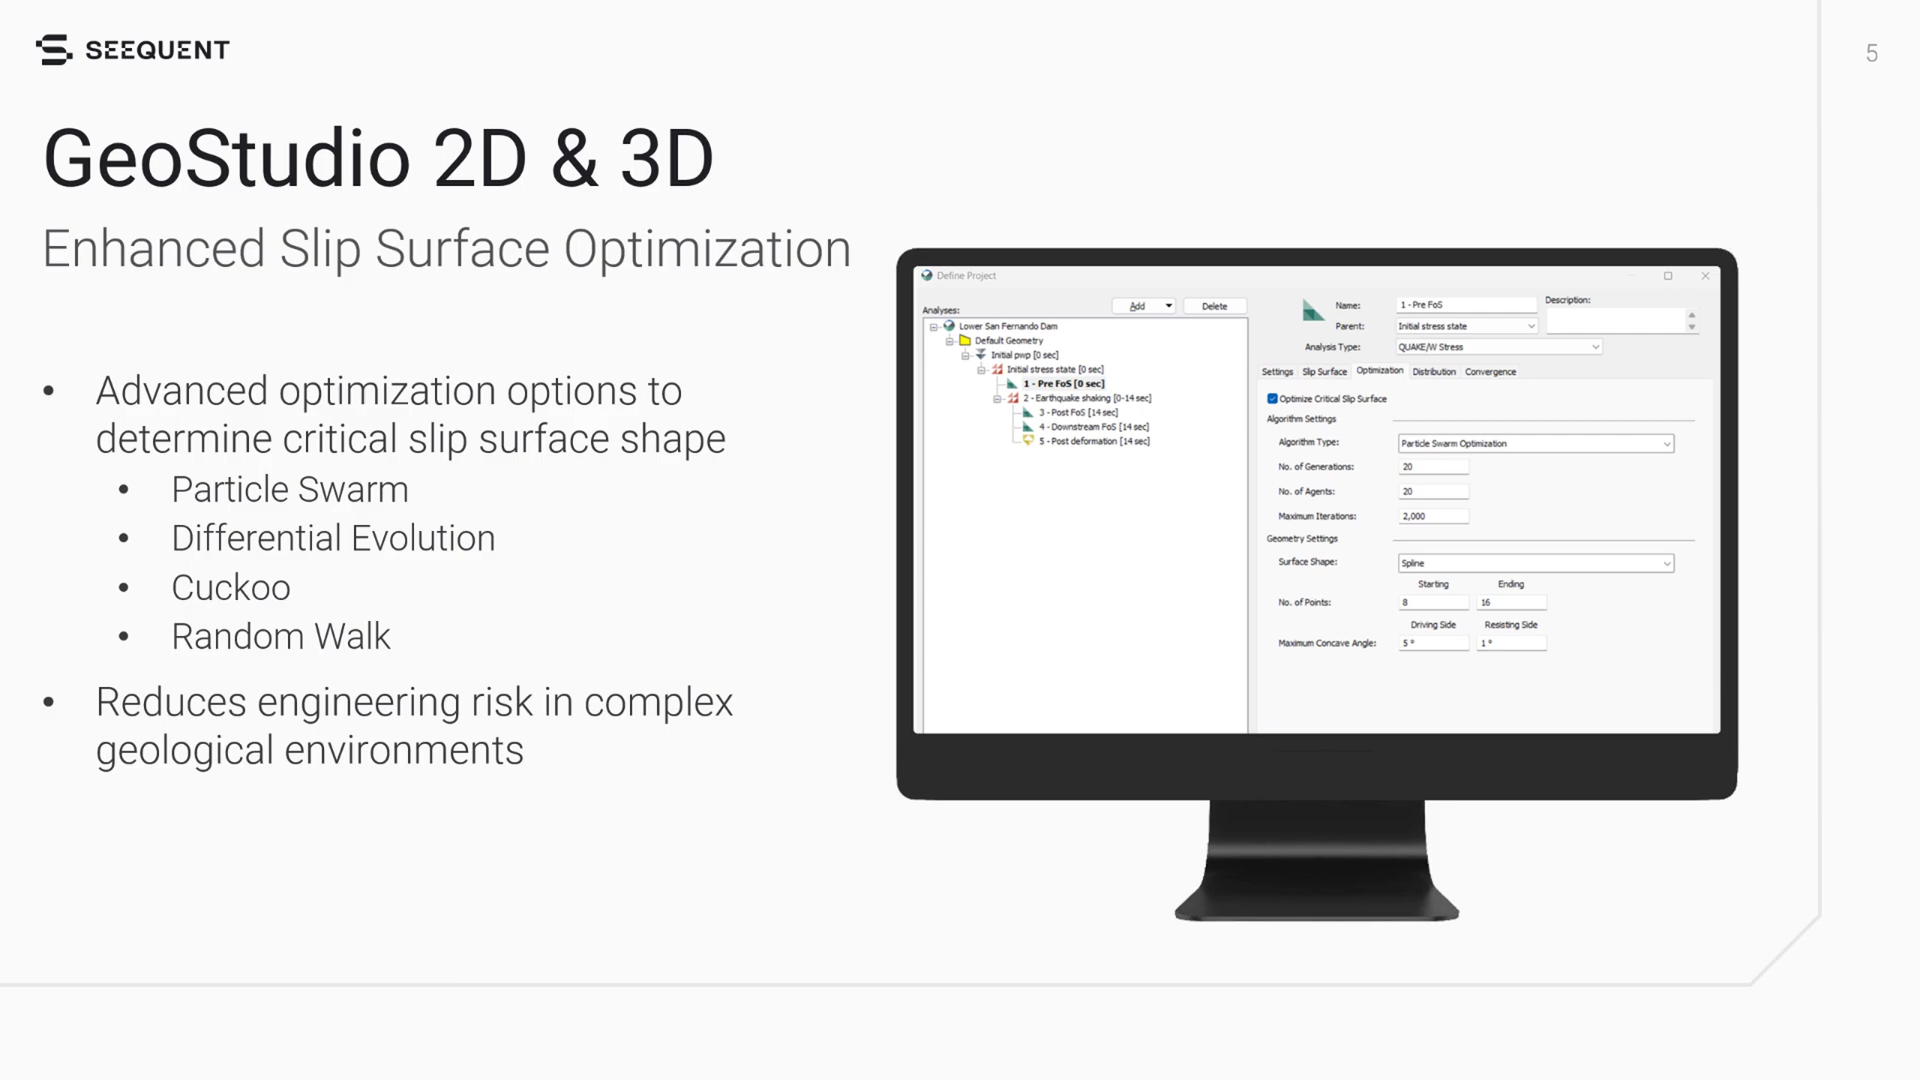 SEEQUENT
5
GeoStudio 2D & 3D
Enhanced Slip Surface Optimization
• Advanced optimization options to
determine critical slip surface shape
• Particle Swarm
• Differential Evolution
• Cuckoo
• Random Walk
• Reduces engineering risk in complex
geological environments
Define Project
Analyses:
Add
Delete
Lower San Fernando Dam
Default Geometry
Initial pwp [0 sec]
Initial stress state [0 sec]
1 - Pre FoS [0 sec]
2 - Earthquake shaking [0-14 sec]
3 - Post FoS [14 sec]
4 - Downstream FoS [14 sec]
5 - Post deformation [14 sec]
Name: 1 - Pre FoS
Description:
Parent: Initial stress state
Analysis Type: QUAKE/W Stress
Settings Slip Surface Optimization Distribution Convergence
Optimize Critical Slip Surface
Algorithm Settings
Algorithm Type: Particle Swarm Optimization
No. of Generations: 20
No. of Agents: 20
Maximum Iterations: 2,000
Geometry Settings
Surface Shape: Spline
Starting Ending
No. of Points: 8 16
Driving Side Resisting Side
Maximum Concave Angle: 5 ° 1 °